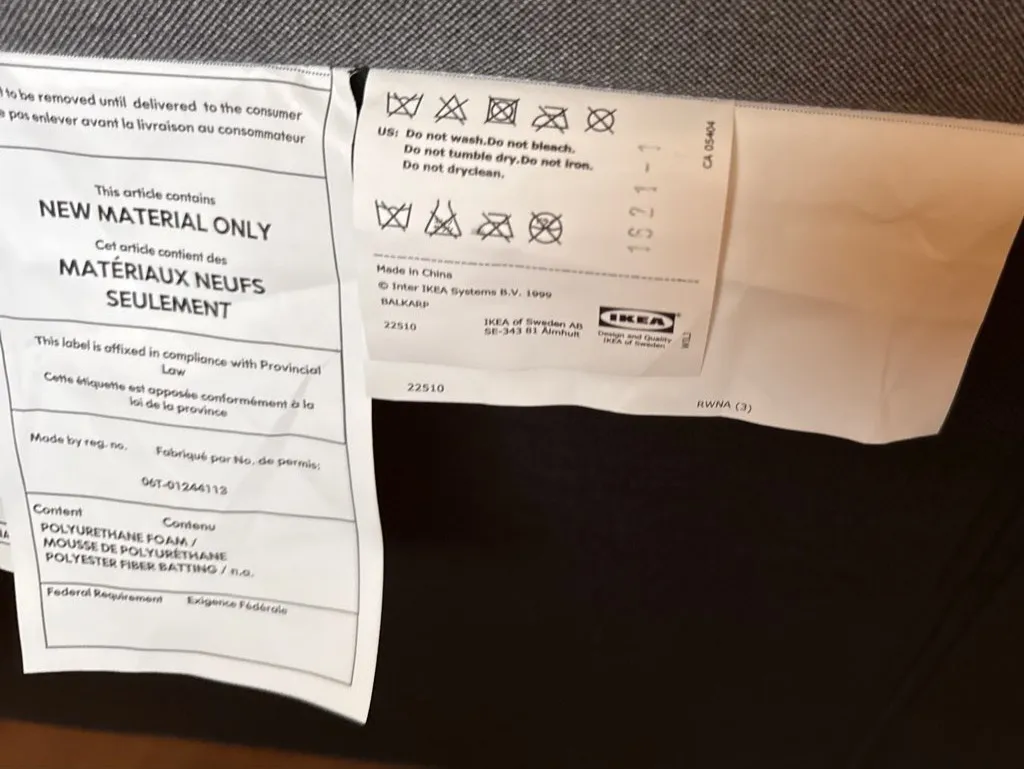 to be removed until delivered to the consumer
pas enlever avant la livraison au consommateur
This article contains
NEW MATERIAL ONLY
Cet article contient des
MATÉRIAUX NEUFS
SEULEMENT
This label is affixed in compliance with Provincial
Law
Cette étiquette est apposée conformément à la
loi de la province
Made by reg. no. Fabriqué par No. de permis:
06T-01244113
Content Contenu
POLYURETHANE FOAM /
MOUSSE DE POLYURÉTHANE
POLYESTER FIBER BATTING / n.a.
Federal Requirement Exigence Fédérale
US: Do not wash.Do not bleach.
Do not tumble dry.Do not iron.
Do not dryclean.
1621-1
CA 05404
Made in China
© Inter IKEA Systems B.V. 1999
BALKARP
22510
IKEA of Sweden AB
SE-343 81 Älmhult
IKEA
Design and Quality
IKEA of Sweden
22510
RWNA (3)